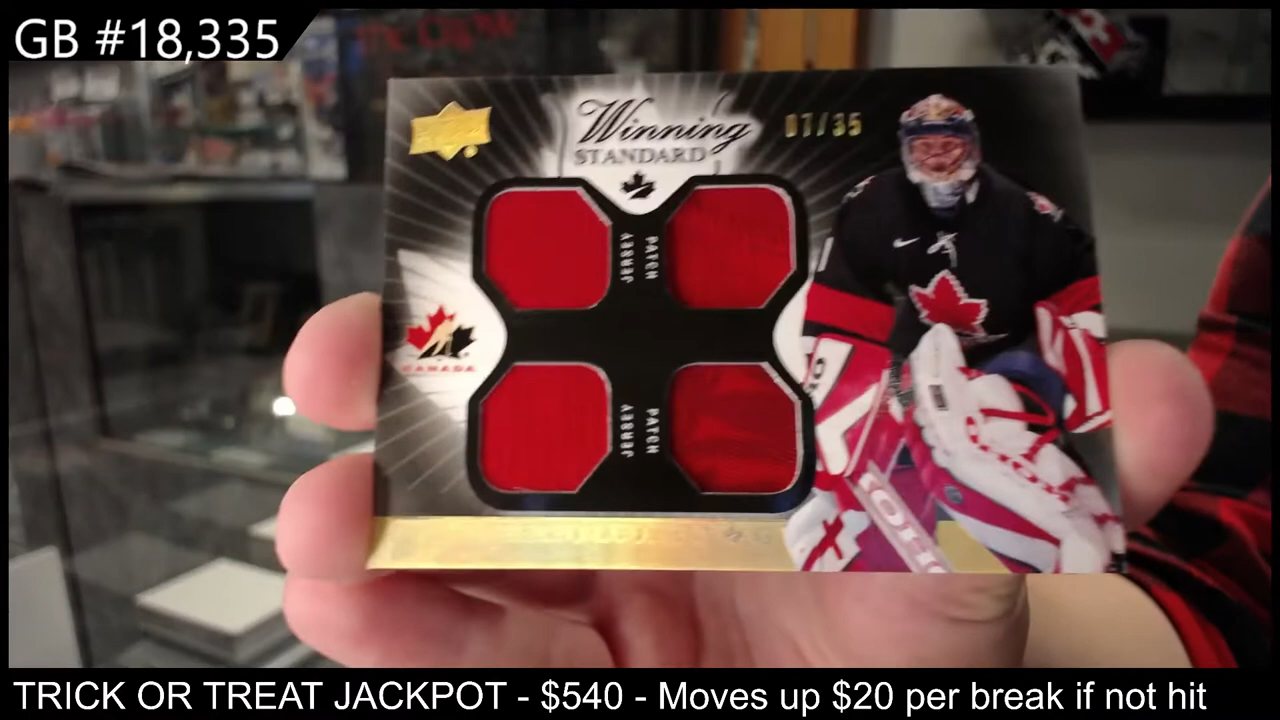 GB #18,335
Winning
STANDARD
07/35
JERSEY
PATCH
JERSEY
PATCH
CANADA
TRICK OR TREAT JACKPOT - $540 - Moves up $20 per break if not hit